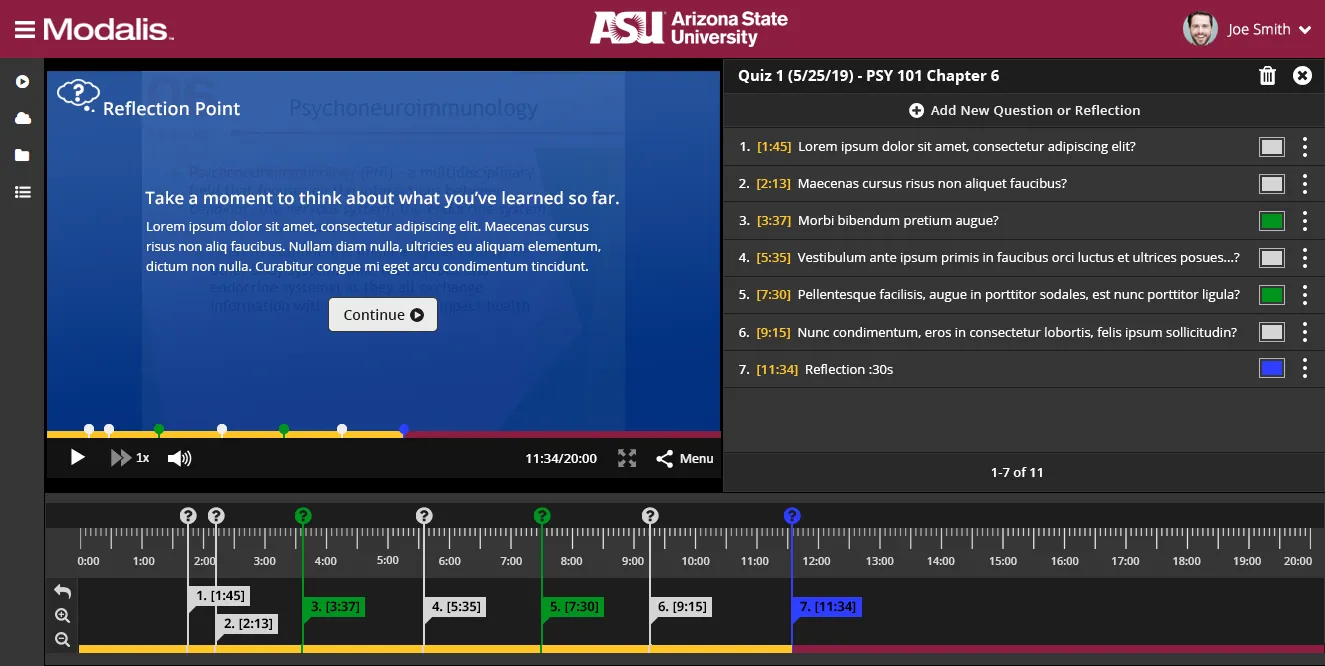 Modalis™
ASU Arizona State
University
Joe Smith
?
Reflection Point
Psychoneuroimmunology
Take a moment to think about what you've learned so far.
Lorem ipsum dolor sit amet, consectetur adipiscing elit. Maecenas cursus
risus non aliq faucibus. Nullam diam nulla, ultricies eu aliquam elementum,
dictum non nulla. Curabitur congue mi eget arcu condimentum tincidunt.
Continue
1x
11:34/20:00
Menu
Quiz 1 (5/25/19) - PSY 101 Chapter 6
Add New Question or Reflection
1. [1:45] Lorem ipsum dolor sit amet, consectetur adipiscing elit?
2. [2:13] Maecenas cursus risus non aliquet faucibus?
3. [3:37] Morbi bibendum pretium augue?
4. [5:35] Vestibulum ante ipsum primis in faucibus orci luctus et ultrices posues...?
5. [7:30] Pellentesque facilisis, augue in porttitor sodales, est nunc porttitor ligula?
6. [9:15] Nunc condimentum, eros in consectetur lobortis, felis ipsum sollicitudin?
7. [11:34] Reflection :30s
1-7 of 11
? ? ? ? ? ? ?
0:00 1:00 2:00 3:00 4:00 5:00 6:00 7:00 8:00 9:00 10:00 11:00 12:00 13:00 14:00 15:00 16:00 17:00 18:00 19:00 20:00
1. [1:45]
2. [2:13]
3. [3:37]
4. [5:35]
5. [7:30]
6. [9:15]
7. [11:34]